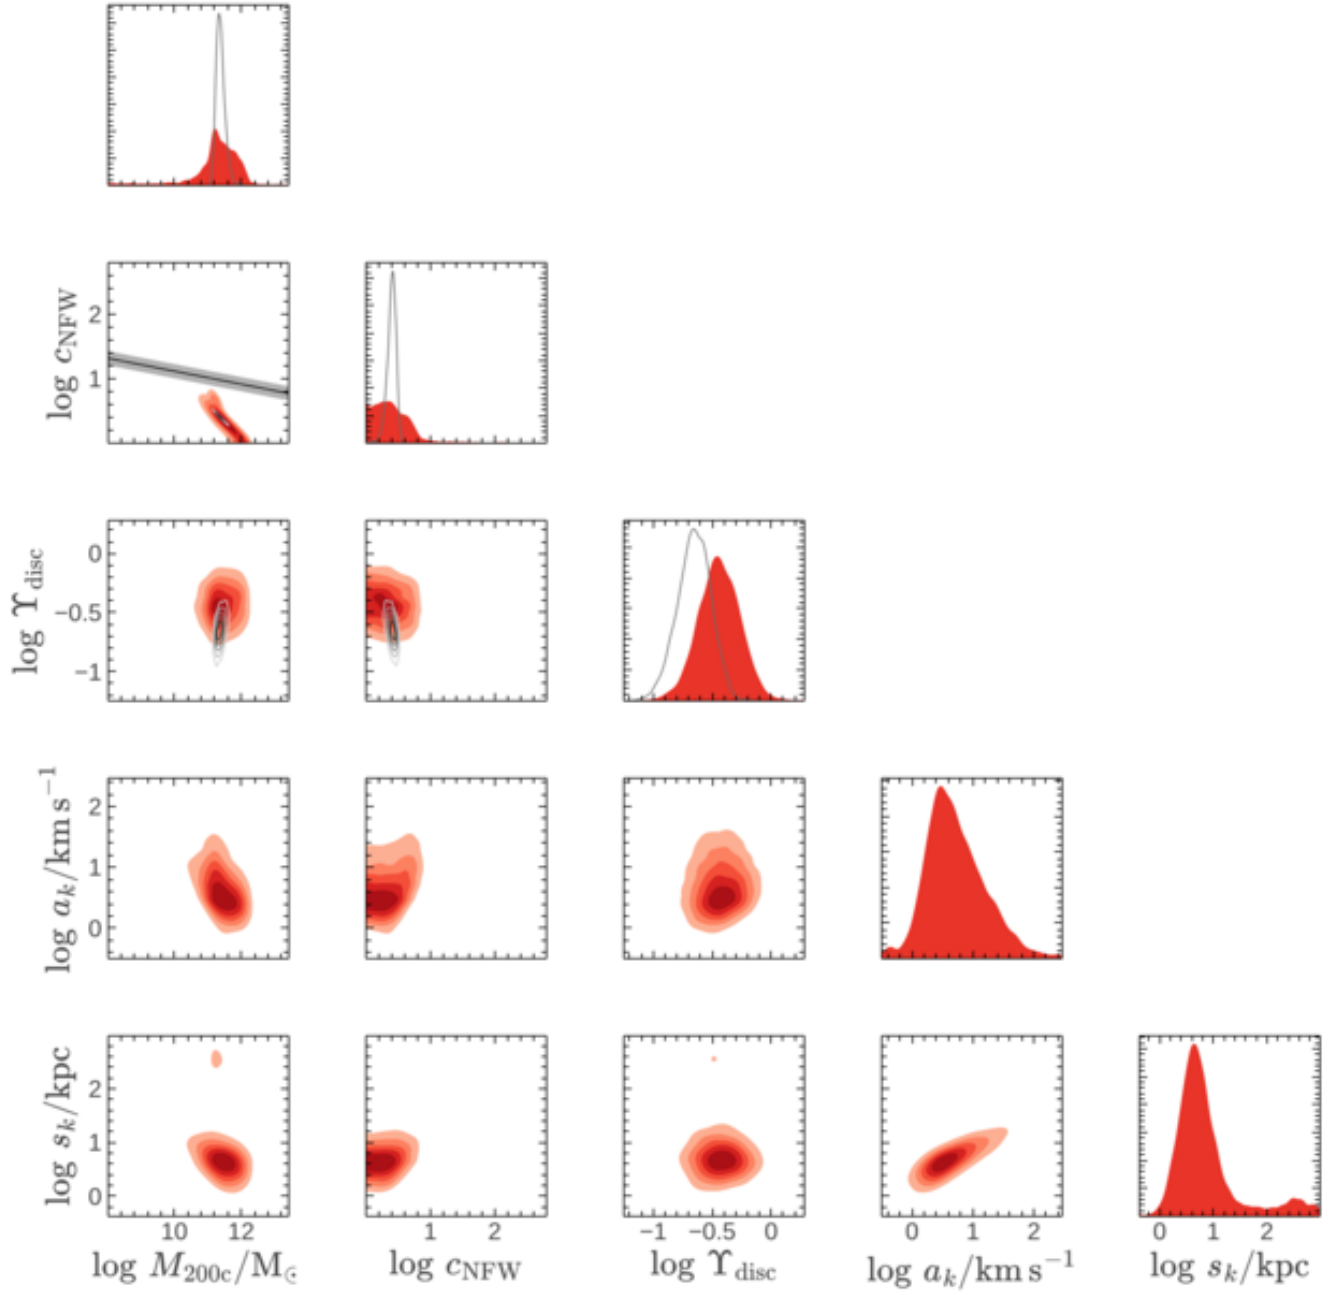 log c_NFW
2
1
log ϒ_disc
0
−0.5
−1
log a_k/km s⁻¹
2
1
0
log s_k/kpc
2
1
0
10 12
1 2
−1 −0.5 0
0 1 2
0 1 2
log M_200c/M_⊙
log c_NFW
log ϒ_disc
log a_k/km s⁻¹
log s_k/kpc